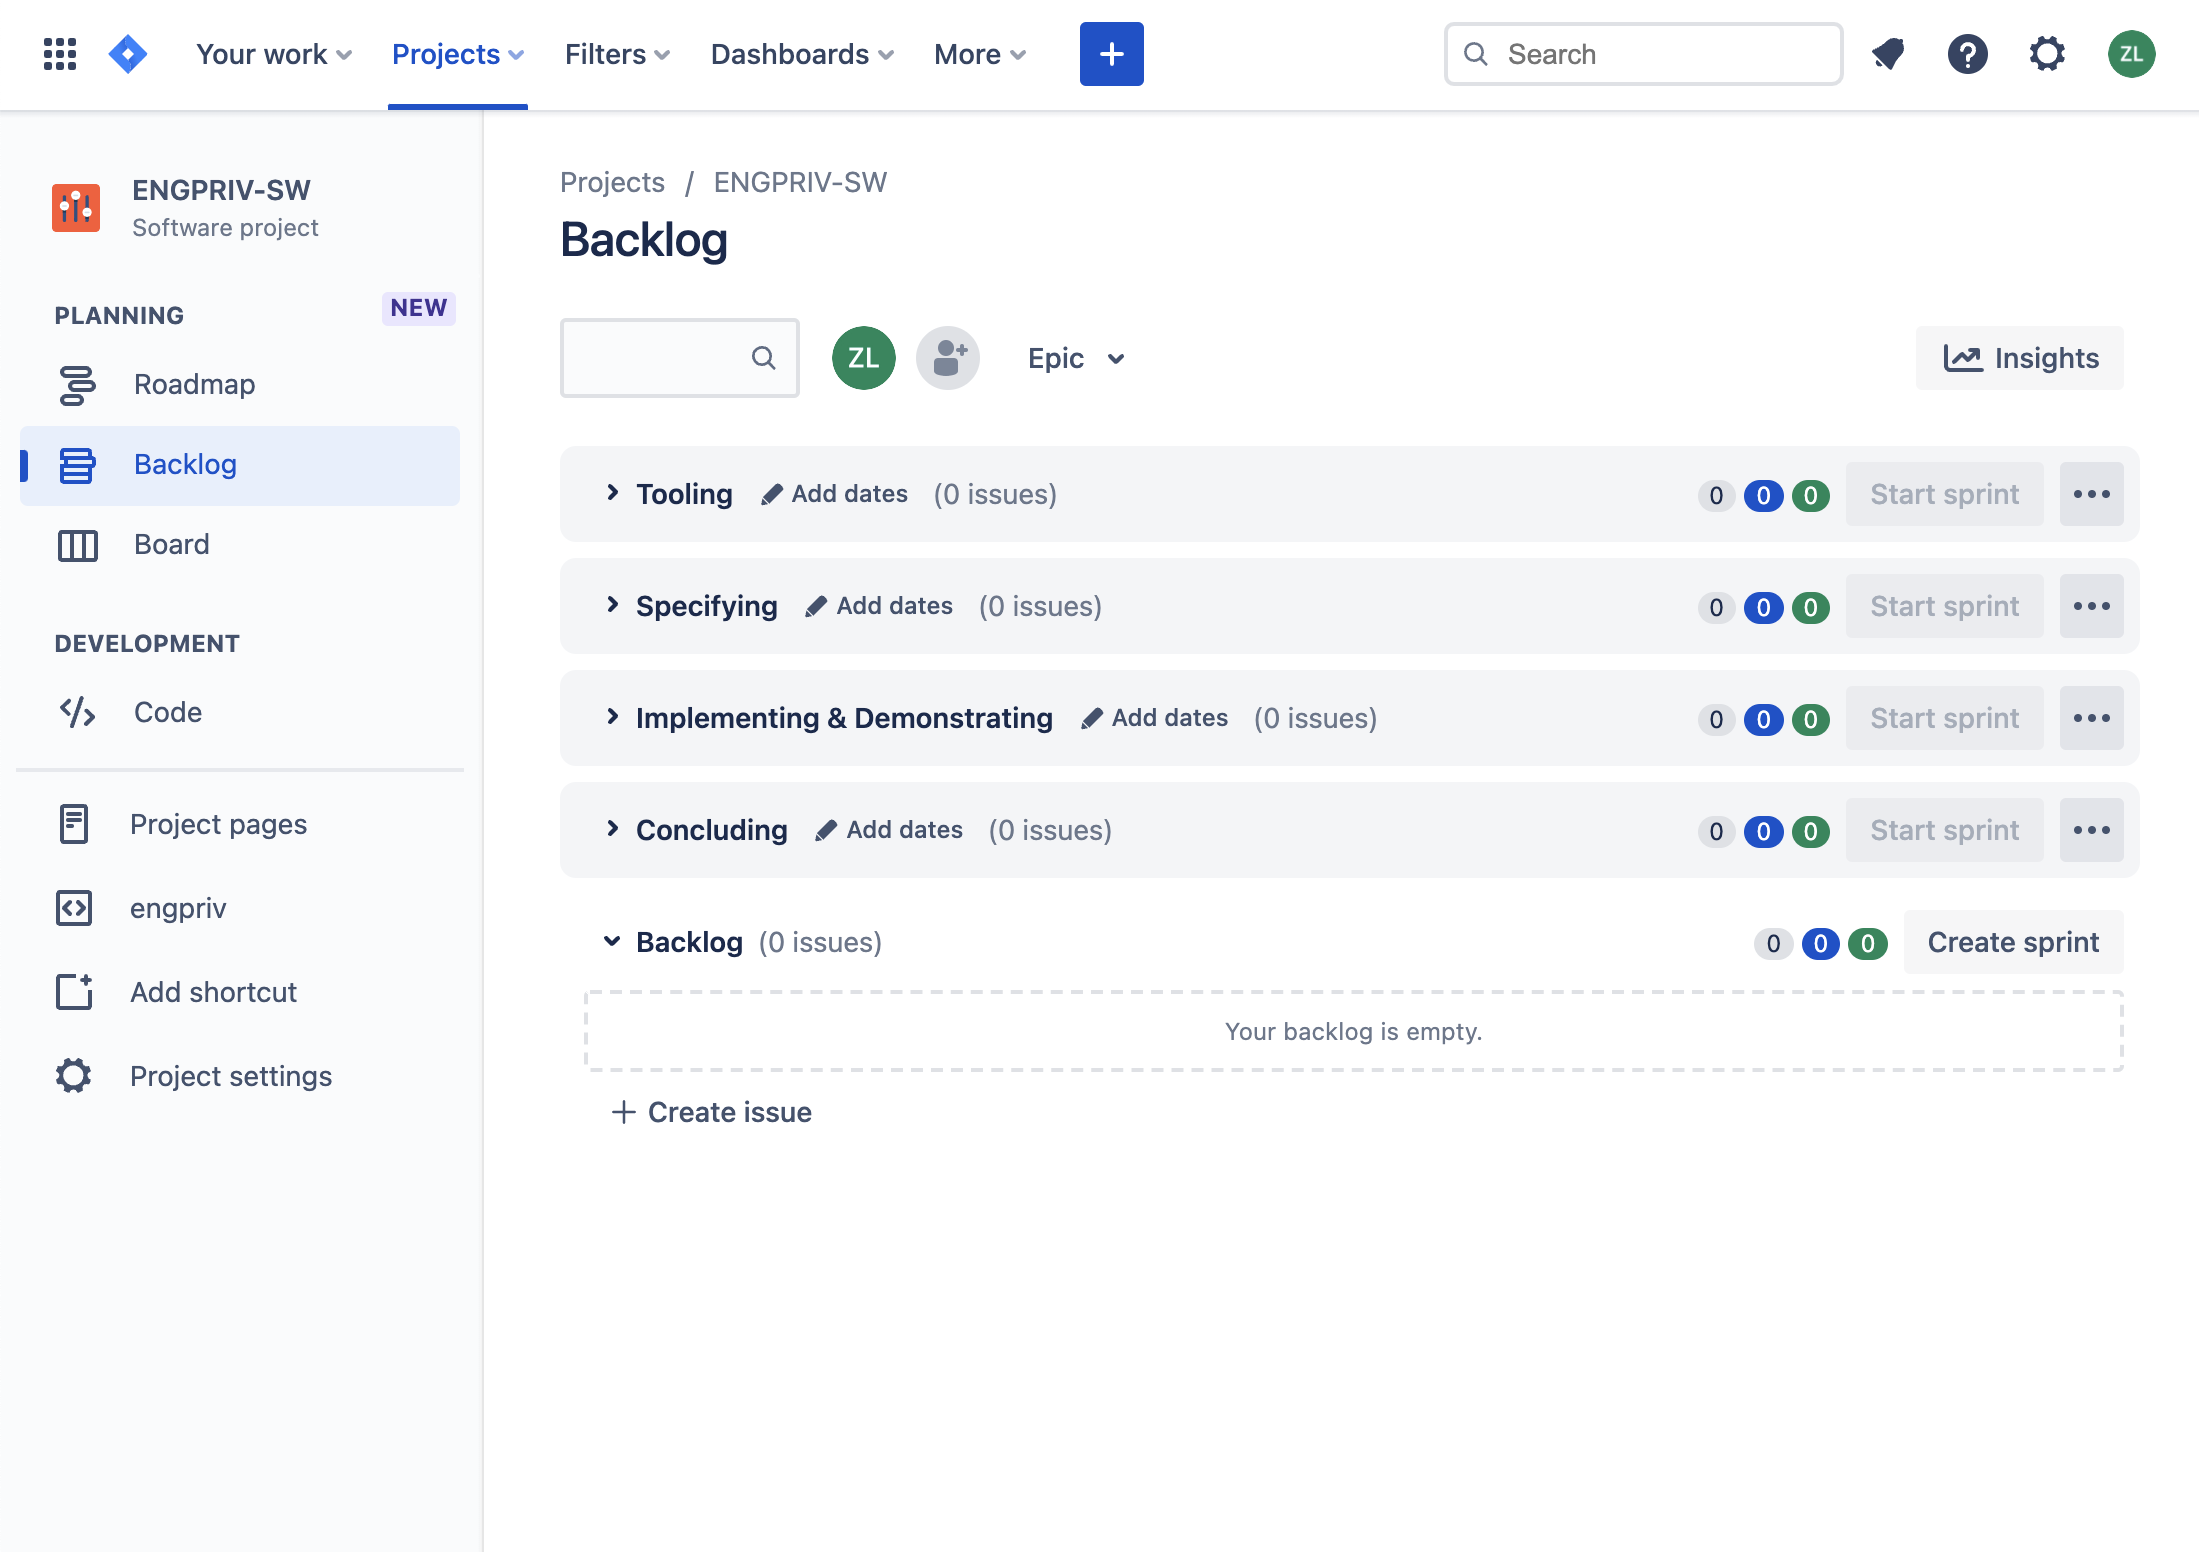 Your work Projects Filters Dashboards More + Search ZL
ENGPRIV-SW
Software project
PLANNING NEW
Roadmap
Backlog
Board
DEVELOPMENT
Code
Project pages
engpriv
Add shortcut
Project settings
Projects / ENGPRIV-SW
Backlog
ZL Epic Insights
Tooling Add dates (0 issues) 0 0 0 Start sprint
Specifying Add dates (0 issues) 0 0 0 Start sprint
Implementing & Demonstrating Add dates (0 issues) 0 0 0 Start sprint
Concluding Add dates (0 issues) 0 0 0 Start sprint
Backlog (0 issues) 0 0 0 Create sprint
Your backlog is empty.
+ Create issue